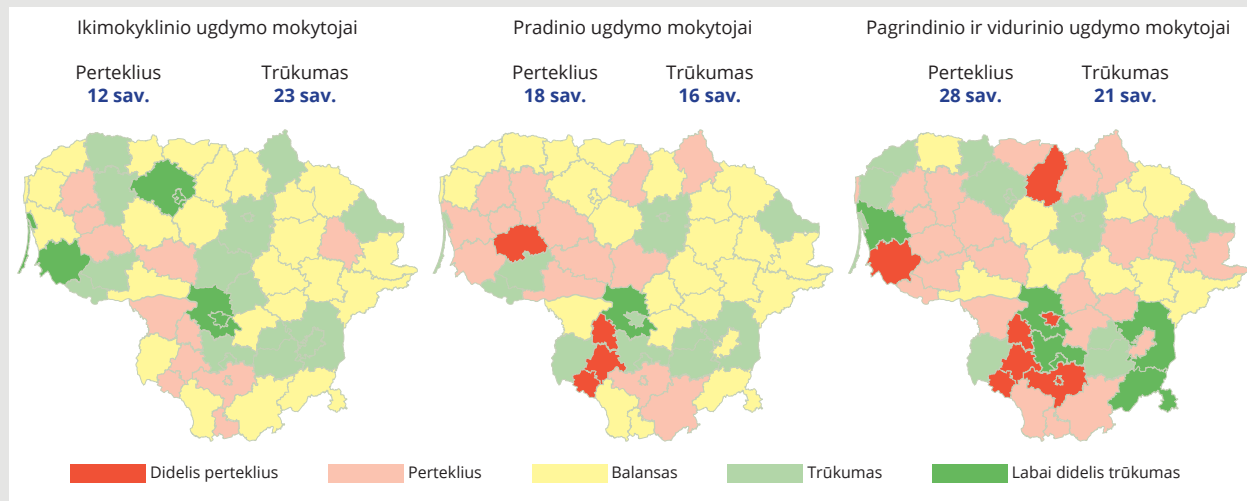 Ikimokyklinio ugdymo mokytojai
Perteklius Trūkumas
12 sav. 23 sav.
Pradinio ugdymo mokytojai
Perteklius Trūkumas
18 sav. 16 sav.
Pagrindinio ir vidurinio ugdymo mokytojai
Perteklius Trūkumas
28 sav. 21 sav.
Didelis perteklius Perteklius Balansas Trūkumas Labai didelis trūkumas